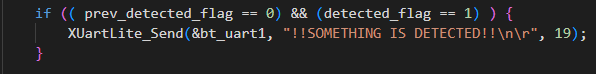 if (( prev_detected_flag == 0) && (detected_flag == 1) ) {
XUartLite_Send(&bt_uart1, "!!SOMETHING IS DETECTED!!\n\r", 19);
}